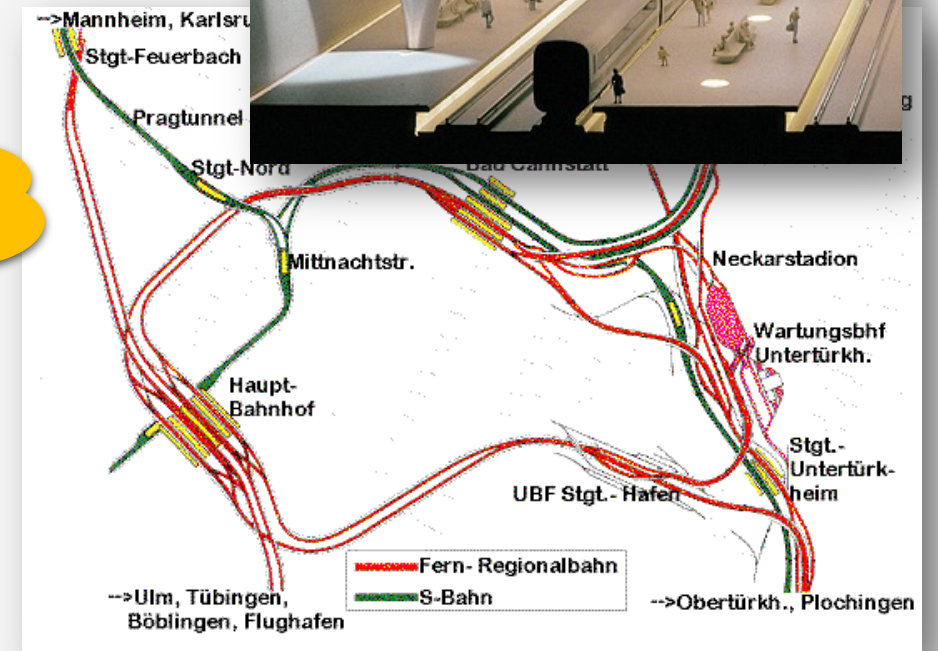 -->Mannheim, Karlsru
Stgt-Feuerbach
Pragtunnel
g
Stgt-Nord
Bad Cannstatt
Mittnachtstr.
Neckarstadion
Wartungsbhf
Untertürkh.
Haupt-
Bahnhof
Stgt.-
Untertürk-
heim
UBF Stgt.- Hafen
Fern- Regionalbahn
S-Bahn
-->Ulm, Tübingen,
Böblingen, Flughafen
-->Obertürkh., Plochingen